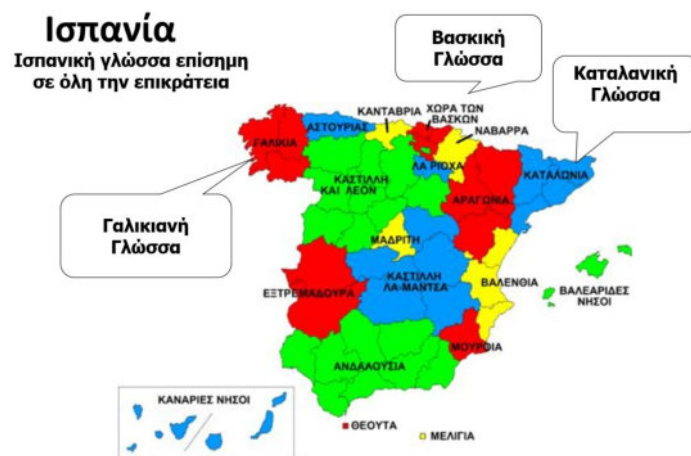 Ισπανία
Ισπανική γλώσσα επίσημη
σε όλη την επικράτεια
Βασκική
Γλώσσα
Καταλανική
Γλώσσα
ΚΑΝΤΑΒΡΙΑ
ΧΩΡΑ ΤΩΝ
ΒΑΣΚΩΝ
ΝΑΒΑΡΡΑ
ΑΣΤΟΥΡΙΑΣ
ΓΑΛΙΚΙΑ
ΛΑ ΡΙΟΧΑ
ΚΑΤΑΛΟΝΙΑ
ΚΑΣΤΙΛΛΗ
ΚΑΙ ΛΕΟΝ
ΑΡΑΓΟΝΙΑ
Γαλικιανή
Γλώσσα
ΜΑΔΡΙΤΗ
ΚΑΣΤΙΛΛΗ
ΛΑ-ΜΑΝΤΣΑ
ΒΑΛΕΝΘΙΑ
ΕΞΤΡΕΜΑΔΟΥΡΑ
ΒΑΛΕΑΡΙΔΕΣ
ΝΗΣΟΙ
ΜΟΥΡΘΙΑ
ΑΝΔΑΛΟΥΣΙΑ
ΚΑΝΑΡΙΕΣ ΝΗΣΟΙ
ΘΕΟΥΤΑ
ΜΕΛΙΓΙΑ